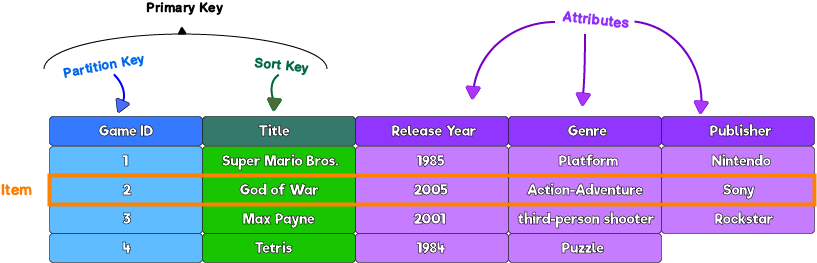 Primary Key
Partition Key
Sort Key
Attributes
Game ID Title Release Year Genre Publisher
1 Super Mario Bros. 1985 Platform Nintendo
Item 2 God of War 2005 Action-Adventure Sony
3 Max Payne 2001 third-person shooter Rockstar
4 Tetris 1984 Puzzle